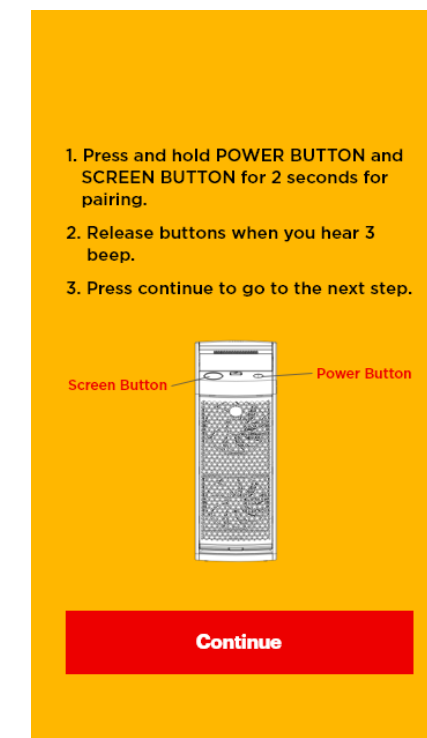 1. Press and hold POWER BUTTON and
SCREEN BUTTON for 2 seconds for
pairing.
2. Release buttons when you hear 3
beep.
3. Press continue to go to the next step.
Screen Button
Power Button
Continue